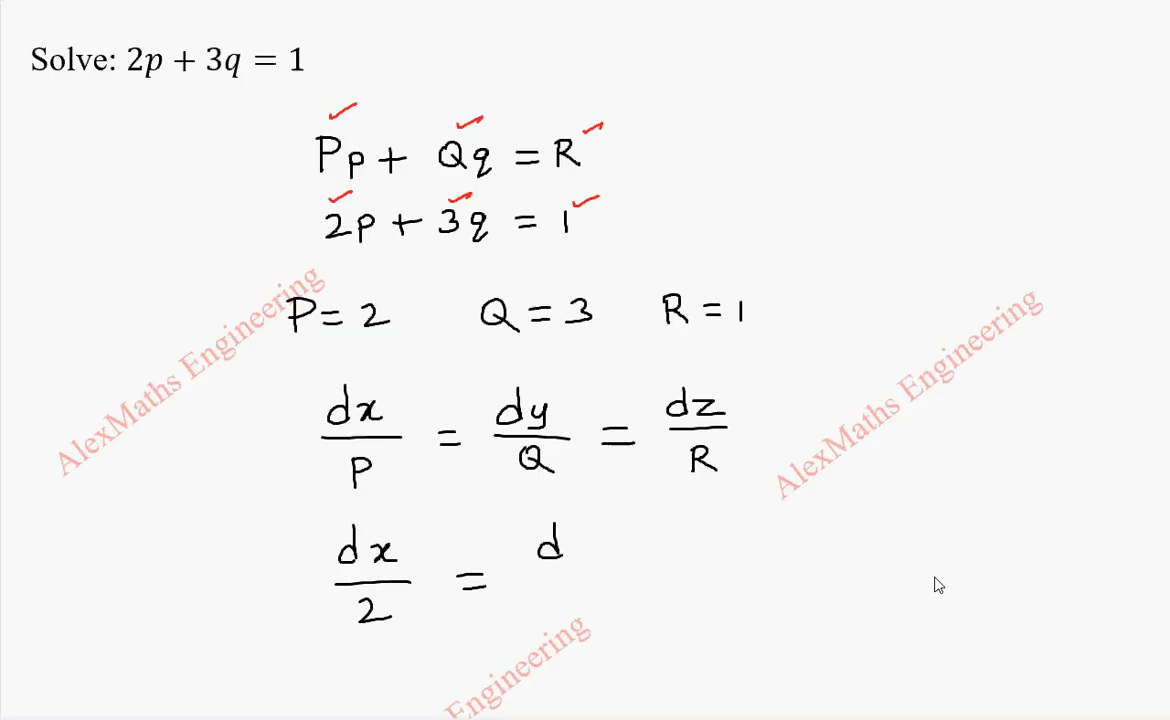 Solve: 2p + 3q = 1
Pp + Qq = R
2p + 3q = 1
P = 2 Q = 3 R = 1
dx/P = dy/Q = dz/R
dx/2 = d
AlexMaths Engineering
AlexMaths Engineering
Engineering